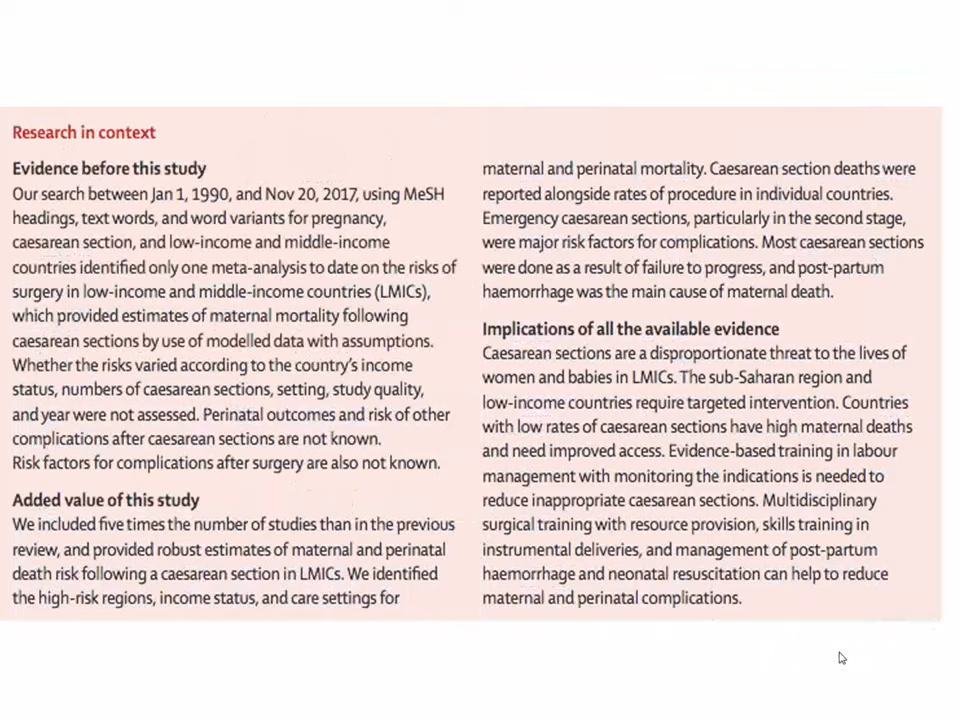 Research in context
Evidence before this study
Our search between Jan 1, 1990, and Nov 20, 2017, using MeSH
headings, text words, and word variants for pregnancy,
caesarean section, and low-income and middle-income
countries identified only one meta-analysis to date on the risks of
surgery in low-income and middle-income countries (LMICs),
which provided estimates of maternal mortality following
caesarean sections by use of modelled data with assumptions.
Whether the risks varied according to the country's income
status, numbers of caesarean sections, setting, study quality,
and year were not assessed. Perinatal outcomes and risk of other
complications after caesarean sections are not known.
Risk factors for complications after surgery are also not known.
Added value of this study
We included five times the number of studies than in the previous
review, and provided robust estimates of maternal and perinatal
death risk following a caesarean section in LMICs. We identified
the high-risk regions, income status, and care settings for
maternal and perinatal mortality. Caesarean section deaths were
reported alongside rates of procedure in individual countries.
Emergency caesarean sections, particularly in the second stage,
were major risk factors for complications. Most caesarean sections
were done as a result of failure to progress, and post-partum
haemorrhage was the main cause of maternal death.
Implications of all the available evidence
Caesarean sections are a disproportionate threat to the lives of
women and babies in LMICs. The sub-Saharan region and
low-income countries require targeted intervention. Countries
with low rates of caesarean sections have high maternal deaths
and need improved access. Evidence-based training in labour
management with monitoring the indications is needed to
reduce inappropriate caesarean sections. Multidisciplinary
surgical training with resource provision, skills training in
instrumental deliveries, and management of post-partum
haemorrhage and neonatal resuscitation can help to reduce
maternal and perinatal complications.